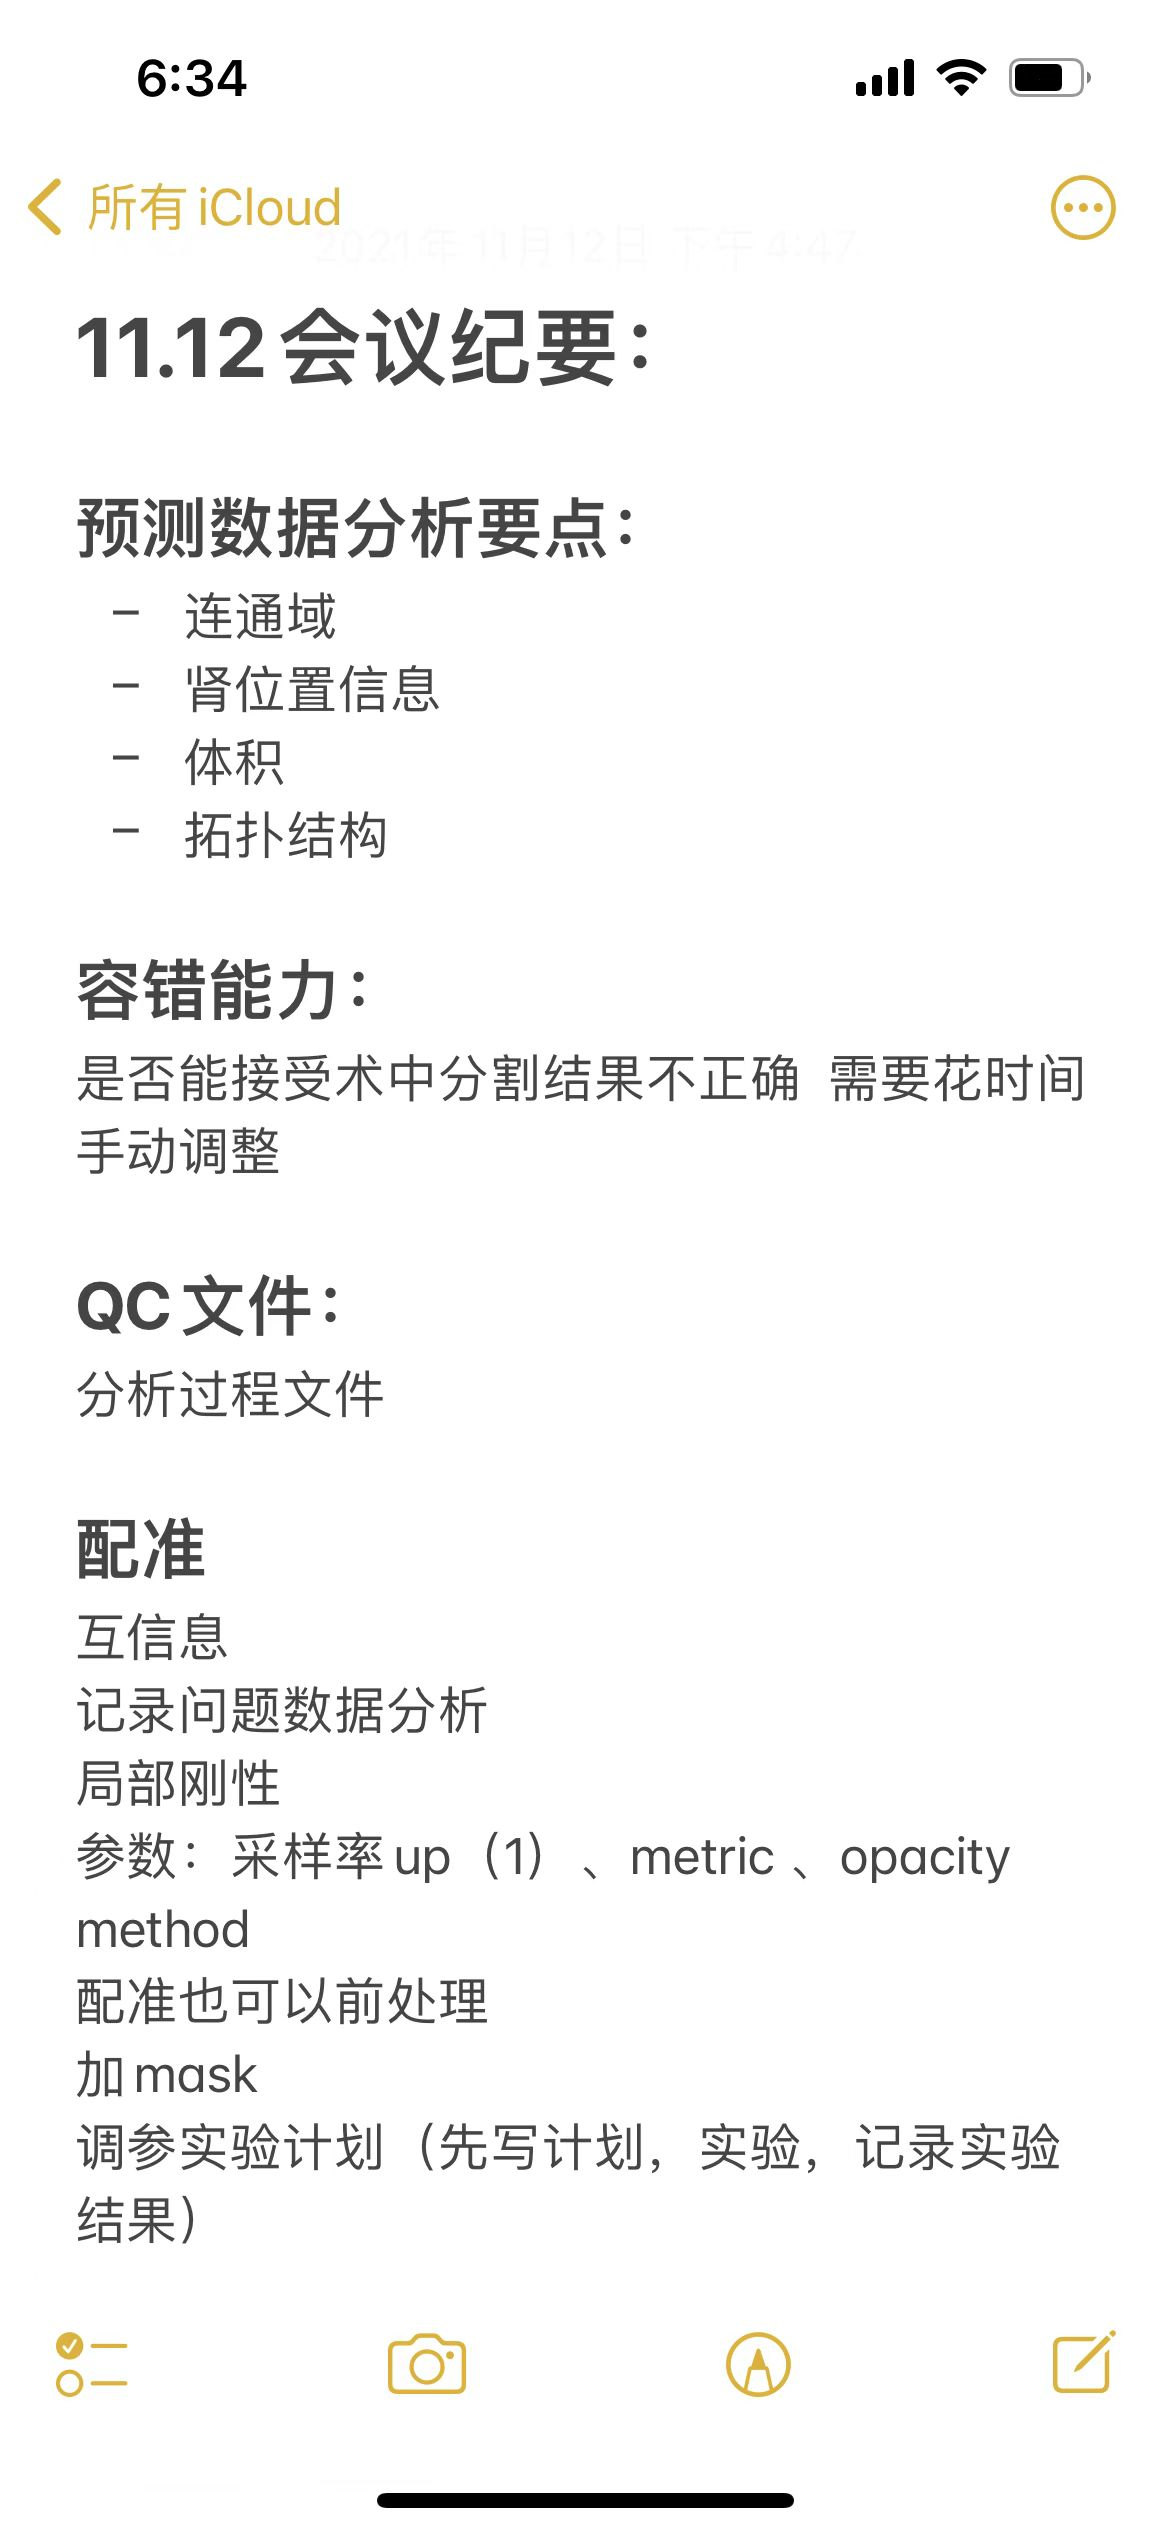 6:34
所有 iCloud
2021年 11月 12日 下午 4:47
11.12 会议纪要：
预测数据分析要点：
– 连通域
– 肾位置信息
– 体积
– 拓扑结构
容错能力：
是否能接受术中分割结果不正确 需要花时间
手动调整
QC 文件：
分析过程文件
配准
互信息
记录问题数据分析
局部刚性
参数：采样率 up（1） 、metric 、opacity
method
配准也可以前处理
加 mask
调参实验计划（先写计划，实验，记录实验
结果）